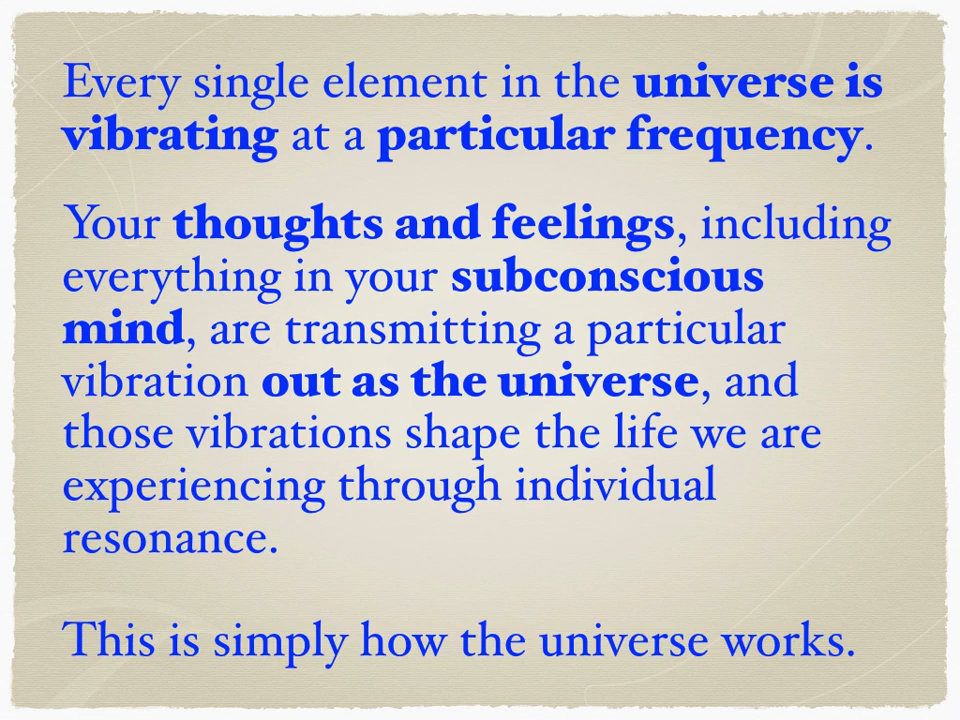 Every single element in the universe is
vibrating at a particular frequency.
Your thoughts and feelings, including
everything in your subconscious
mind, are transmitting a particular
vibration out as the universe, and
those vibrations shape the life we are
experiencing through individual
resonance.
This is simply how the universe works.